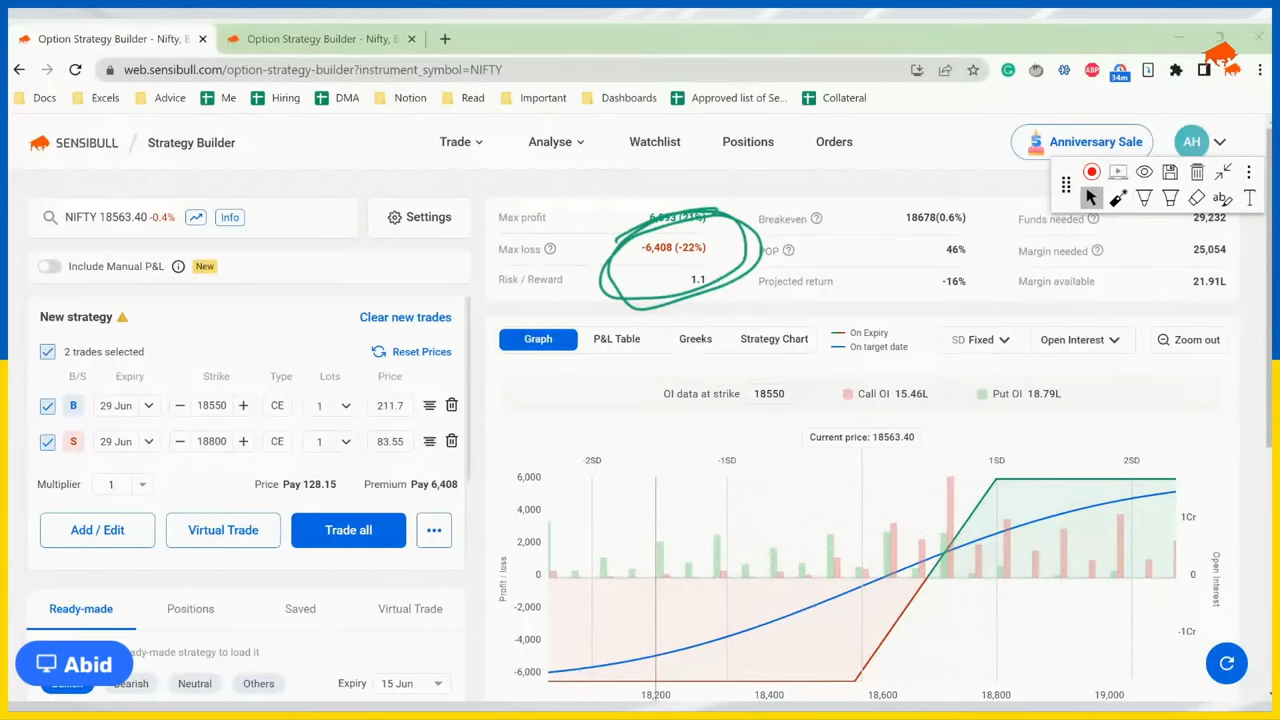 Option Strategy Builder - Nifty, B
Option Strategy Builder - Nifty, B
web.sensibull.com/option-strategy-builder?instrument_symbol=NIFTY
ABP
34m
Docs Excels Advice Me Hiring DMA Notion Read Important Dashboards Approved list of Se... Collateral
SENSIBULL / Strategy Builder
Trade Analyse Watchlist Positions Orders
5 Anniversary Sale
AH
NIFTY 18563.40 -0.4% Info
Settings
Include Manual P&L New
Max profit
Max loss -6,408 (-22%)
Risk / Reward 1.1
Breakeven 18678(0.6%)
POP 46%
Projected return -16%
Funds needed 29,232
Margin needed 25,054
Margin available 21.91L
New strategy Clear new trades
2 trades selected Reset Prices
B/S Expiry Strike Type Lots Price
B 29 Jun 18550 CE 1 211.7
S 29 Jun 18800 CE 1 83.55
Multiplier 1 Price Pay 128.15 Premium Pay 6,408
Add / Edit Virtual Trade Trade all
Ready-made Positions Saved Virtual Trade
ready-made strategy to load it
Neutral Others Expiry 15 Jun
Abid
Graph P&L Table Greeks Strategy Chart
On Expiry
On target date
SD Fixed Open Interest Zoom out
OI data at strike 18550 Call OI 15.46L Put OI 18.79L
Current price: 18563.40
-2SD -1SD 1SD 2SD
6,000
4,000
2,000
0
-2,000
-4,000
-6,000
Profit / loss
1Cr
0
-1Cr
Open Interest
18,200 18,400 18,600 18,800 19,000